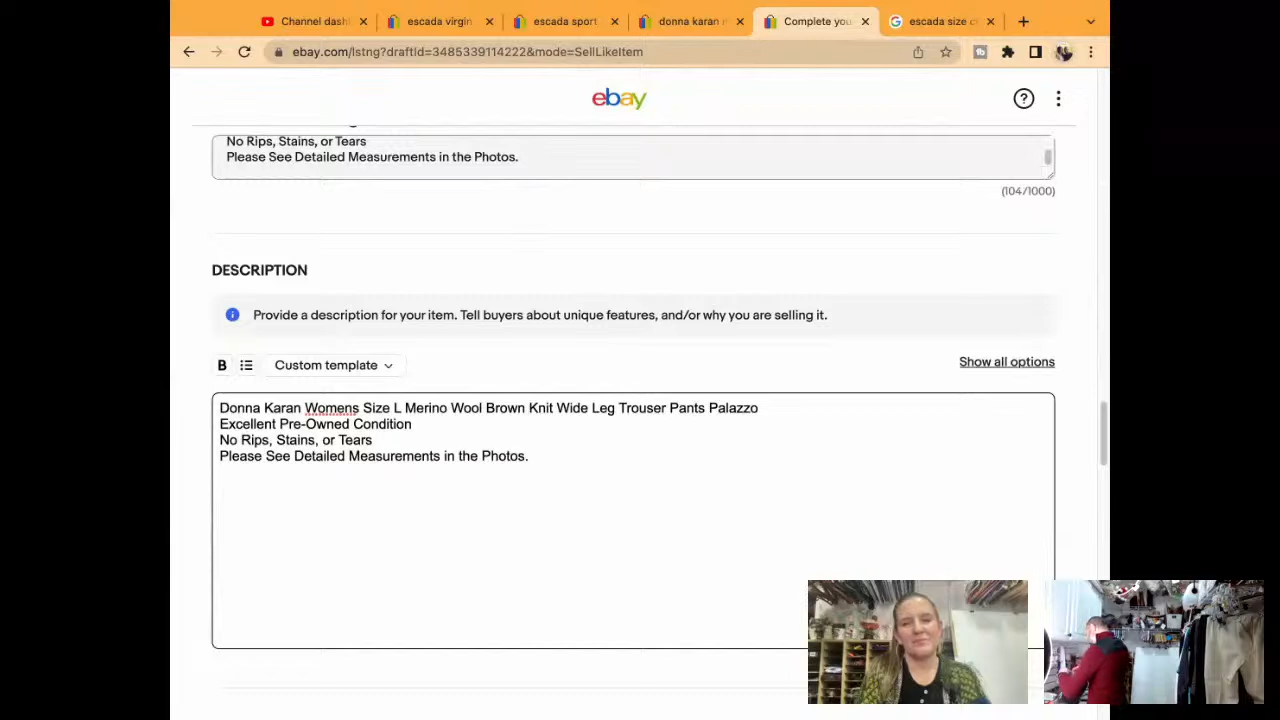 Channel dash
escada virgin
escada sport
donna karan
Complete you
escada size c
ebay.com/lstng?draftId=3485339114222&mode=SellLikeItem
ebay
No Rips, Stains, or Tears
Please See Detailed Measurements in the Photos.
(104/1000)
DESCRIPTION
Provide a description for your item. Tell buyers about unique features, and/or why you are selling it.
B
Custom template
Show all options
Donna Karan Womens Size L Merino Wool Brown Knit Wide Leg Trouser Pants Palazzo
Excellent Pre-Owned Condition
No Rips, Stains, or Tears
Please See Detailed Measurements in the Photos.